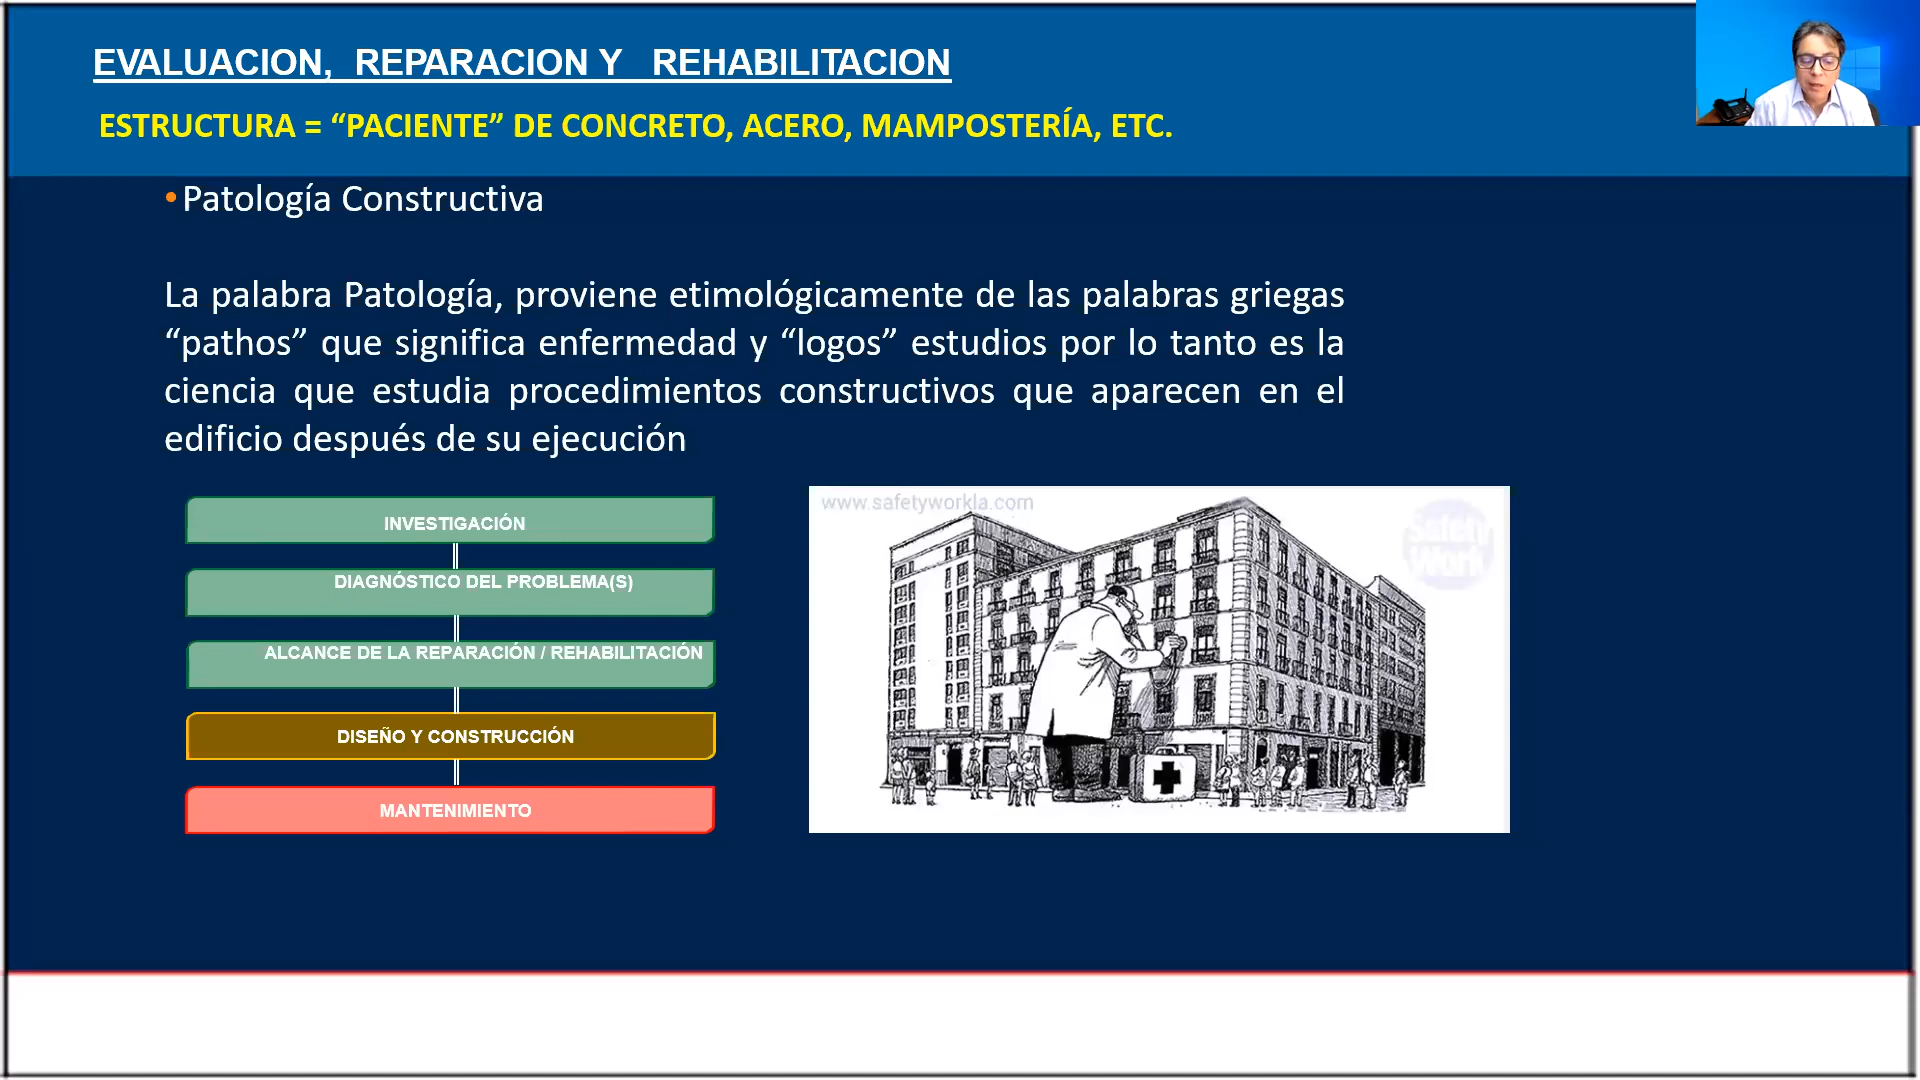 EVALUACION, REPARACION Y REHABILITACION
ESTRUCTURA = “PACIENTE” DE CONCRETO, ACERO, MAMPOSTERÍA, ETC.
•Patología Constructiva
La palabra Patología, proviene etimológicamente de las palabras griegas
“pathos” que significa enfermedad y “logos” estudios por lo tanto es la
ciencia que estudia procedimientos constructivos que aparecen en el
edificio después de su ejecución
INVESTIGACIÓN
DIAGNÓSTICO DEL PROBLEMA(S)
ALCANCE DE LA REPARACIÓN / REHABILITACIÓN
DISEÑO Y CONSTRUCCIÓN
MANTENIMIENTO
www.safetyworkla.com
Safety
Work